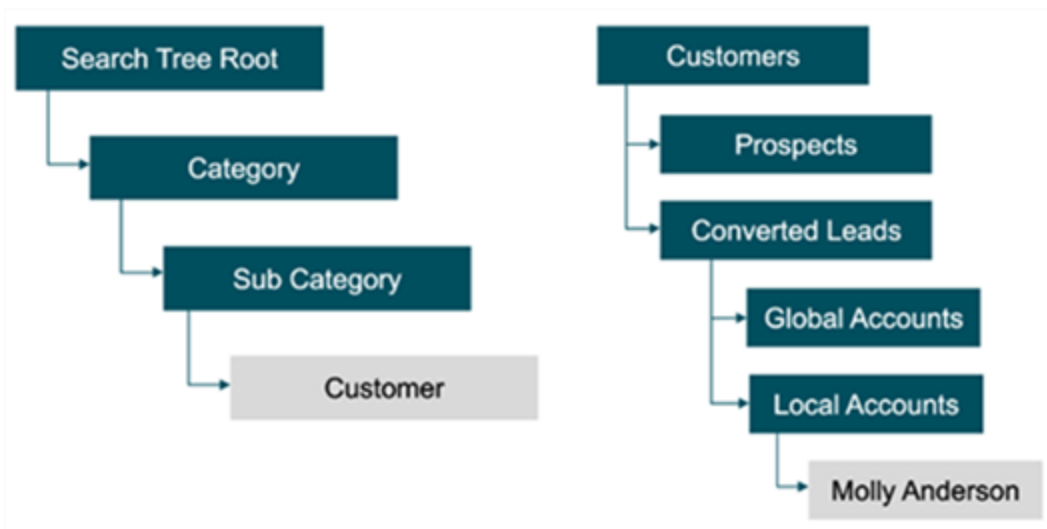 Search Tree Root
Category
Sub Category
Customer
Customers
Prospects
Converted Leads
Global Accounts
Local Accounts
Molly Anderson